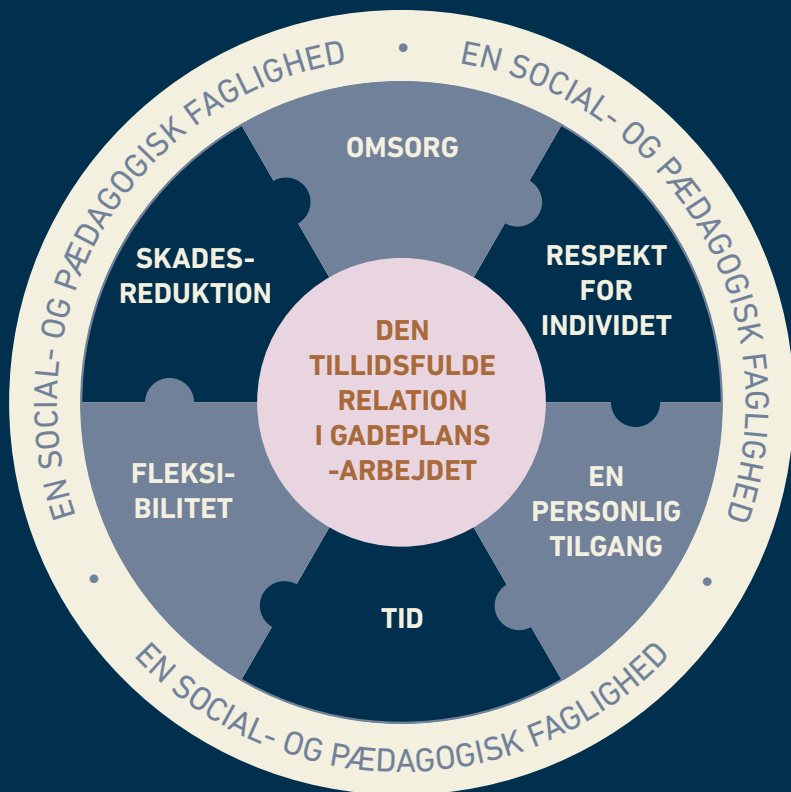 EN SOCIAL- OG PÆDAGOGISK FAGLIGHED
•
EN SOCIAL- OG PÆDAGOGISK FAGLIGHED
•
EN SOCIAL- OG PÆDAGOGISK FAGLIGHED
•
OMSORG
RESPEKT
FOR
INDIVIDET
EN
PERSONLIG
TILGANG
TID
FLEKSI-
BILITET
SKADES-
REDUKTION
DEN
TILLIDSFULDE
RELATION
I GADEPLANS
-ARBEJDET